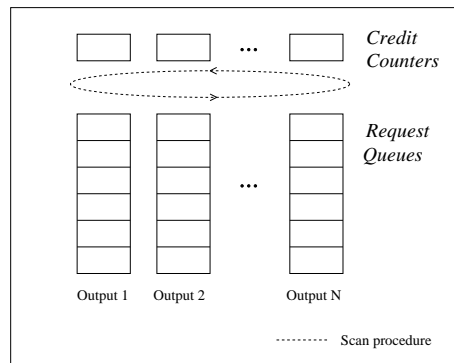 ...
Credit
Counters
Request
Queues
...
Output 1 Output 2 Output N
Scan procedure